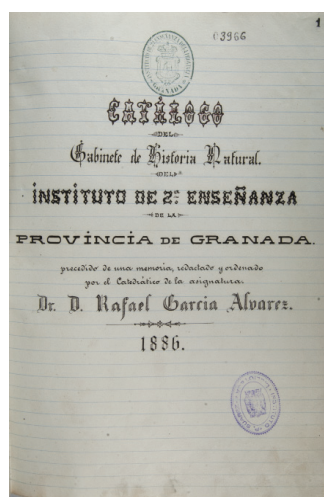 1
03966
CATÁLOGO
DEL
Gabinete de Historia Natural.
DEL
INSTITUTO DE 2ª ENSEÑANZA
DE LA
PROVÍNCÍA DE GRANADA.
precedido de una memoria, redactado y ordenado
por el Catedrático de la asignatura.
Dr. D. Rafael García Alvarez.
1886.